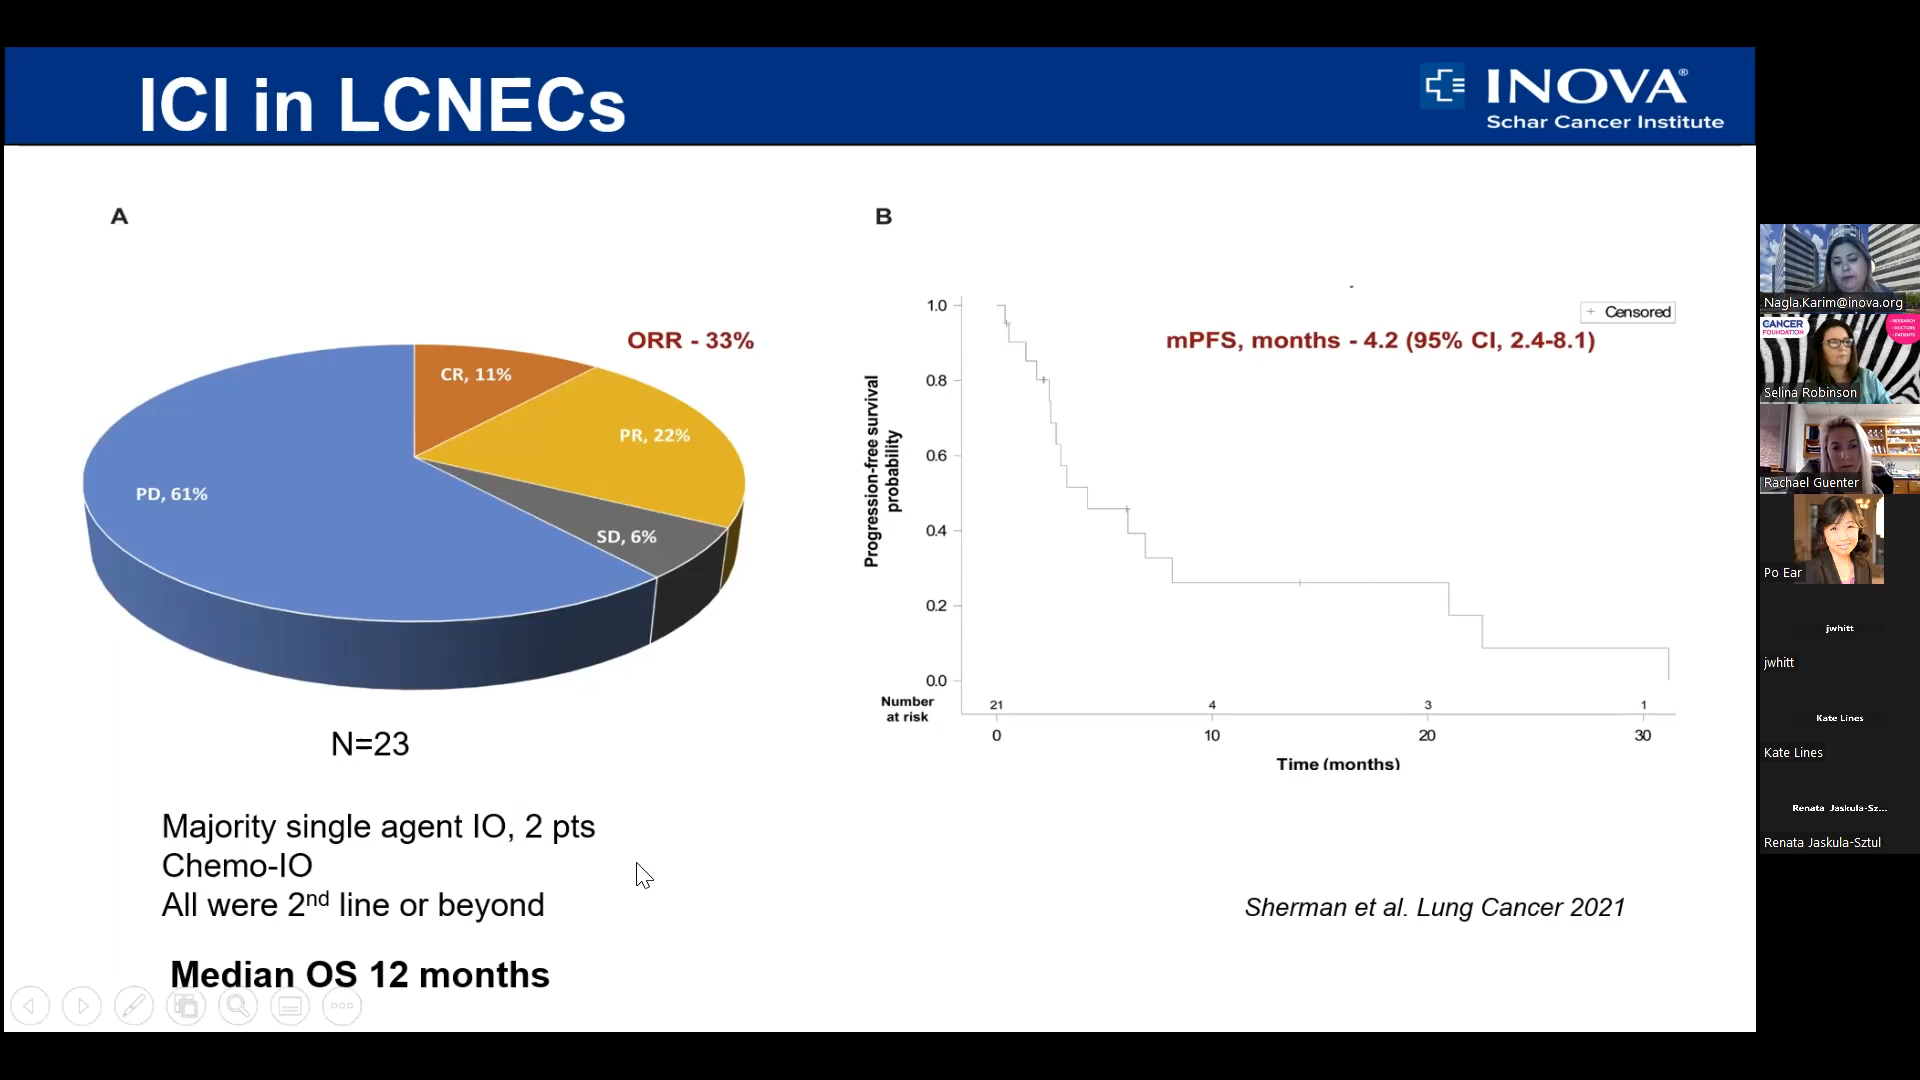 ICI in LCNECs
INOVA®
Schar Cancer Institute
A
ORR - 33%
CR, 11%
PR, 22%
PD, 61%
SD, 6%
N=23
Majority single agent IO, 2 pts
Chemo-IO
All were 2nd line or beyond
Median OS 12 months
B
+ Censored
mPFS, months - 4.2 (95% CI, 2.4-8.1)
Progression-free survival
probability
1.0
0.8
0.6
0.4
0.2
0.0
Number
at risk
21 4 3 1
0 10 20 30
Time (months)
Sherman et al. Lung Cancer 2021
Nagla.Karim@inova.org
CANCER
FOUNDATION
RESEARCH
DOCTORS
PATIENTS
Selina Robinson
Rachael Guenter
Po Ear
jwhitt
jwhitt
Kate Lines
Kate Lines
Renata Jaskula-Sz...
Renata Jaskula-Sztul